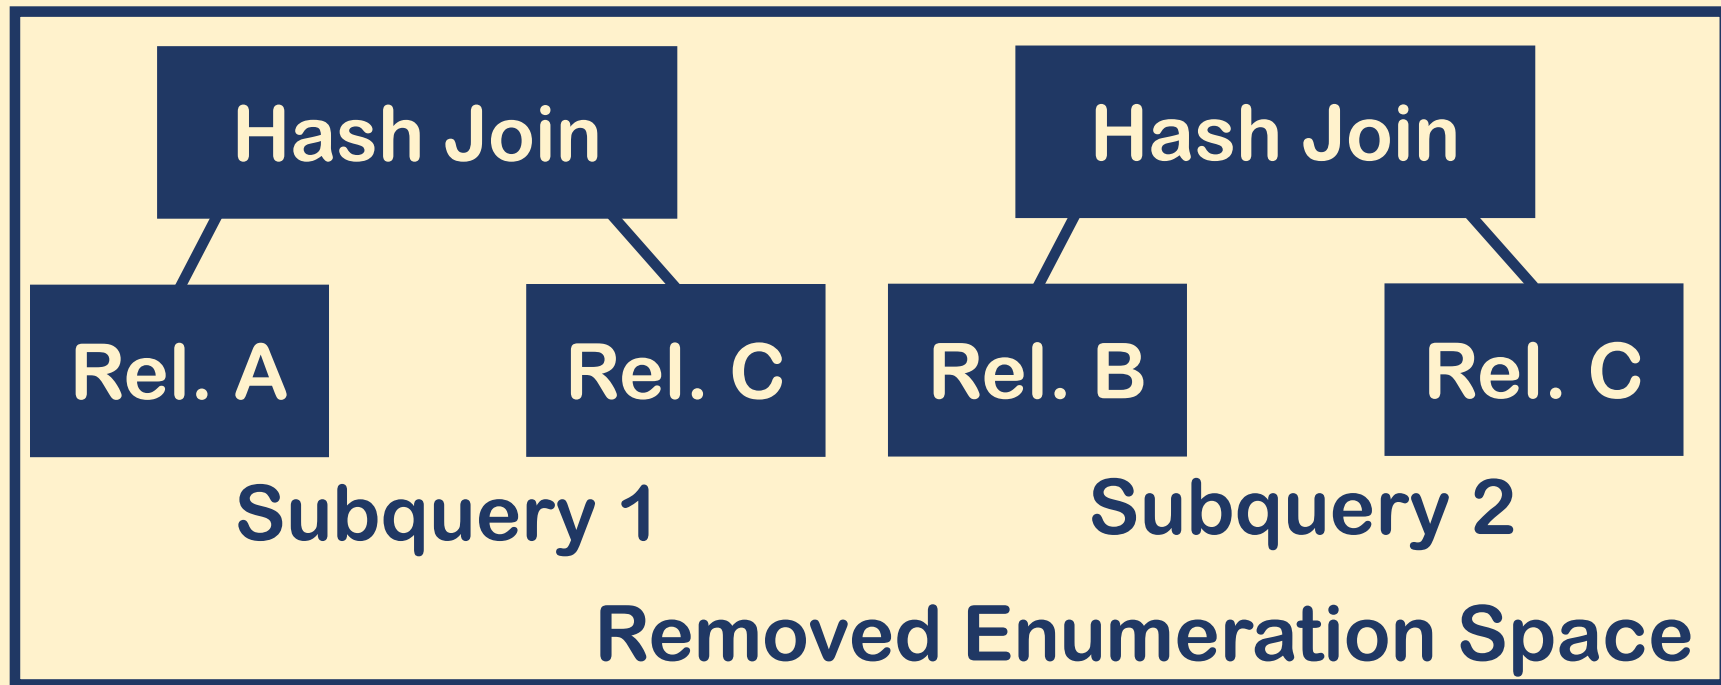 Hash Join
Hash Join
Rel. A
Rel. C
Rel. B
Rel. C
Subquery 1
Subquery 2
Removed Enumeration Space